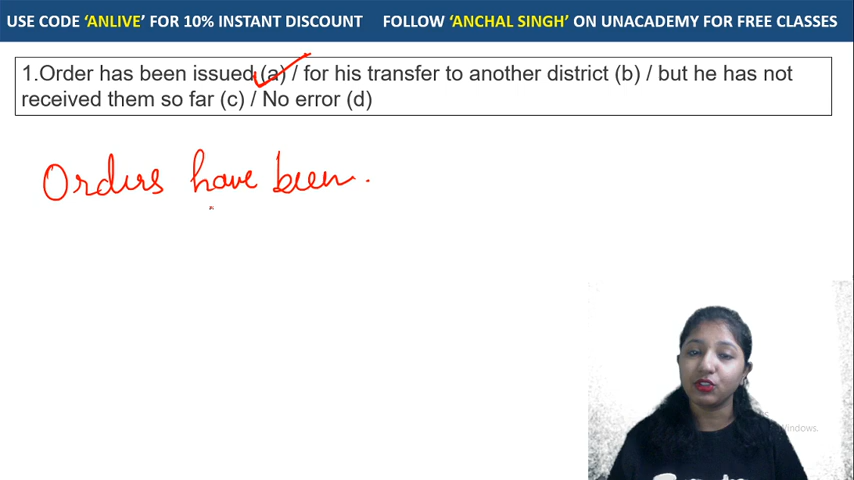 USE CODE ‘ANLIVE’ FOR 10% INSTANT DISCOUNT FOLLOW ‘ANCHAL SINGH’ ON UNACADEMY FOR FREE CLASSES
1.Order has been issued (a) / for his transfer to another district (b) / but he has not
received them so far (c) / No error (d)
Orders have been.
Windows.